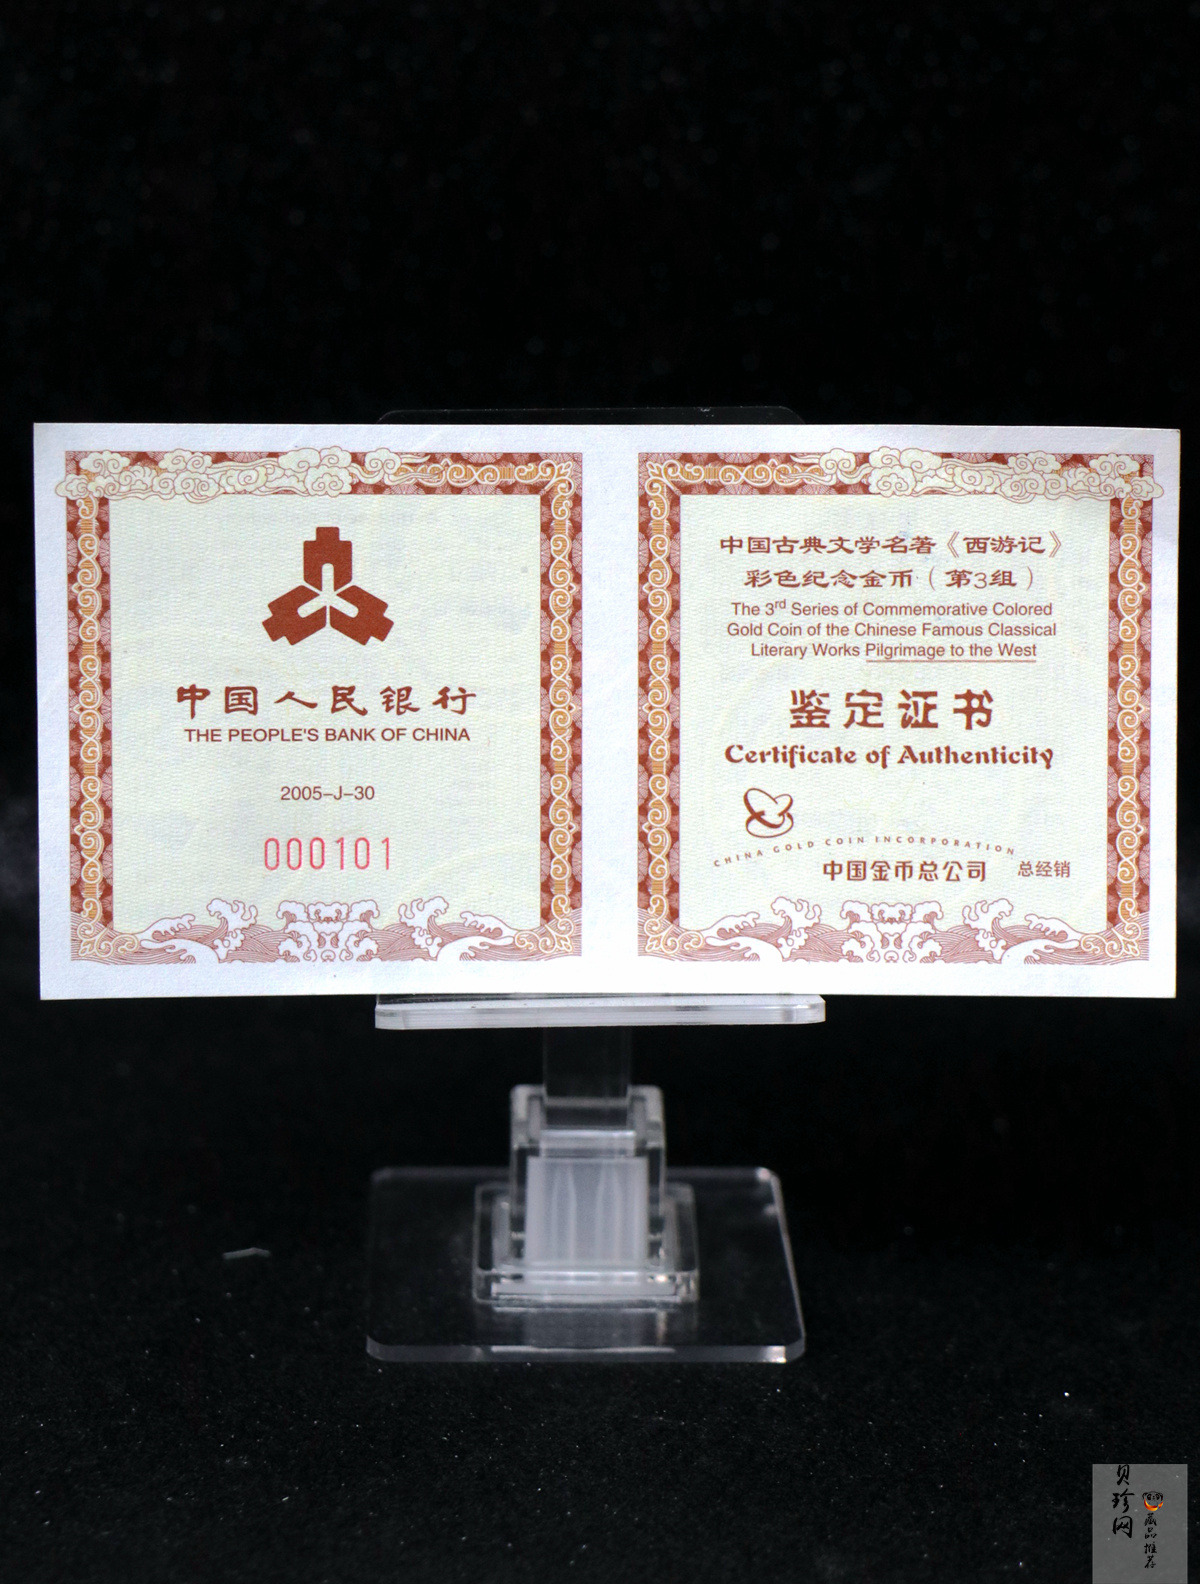 中国人民银行
THE PEOPLE'S BANK OF CHINA
2005-J-30
000101
中国古典文学名著《西游记》
彩色纪念金币（第3组）
The 3rd Series of Commemorative Colored
Gold Coin of the Chinese Famous Classical
Literary Works Pilgrimage to the West
鉴定证书
Certificate of Authenticity
CHINA GOLD COIN INCORPORATION
中国金币总公司 总经销
贝珍网
藏品推荐